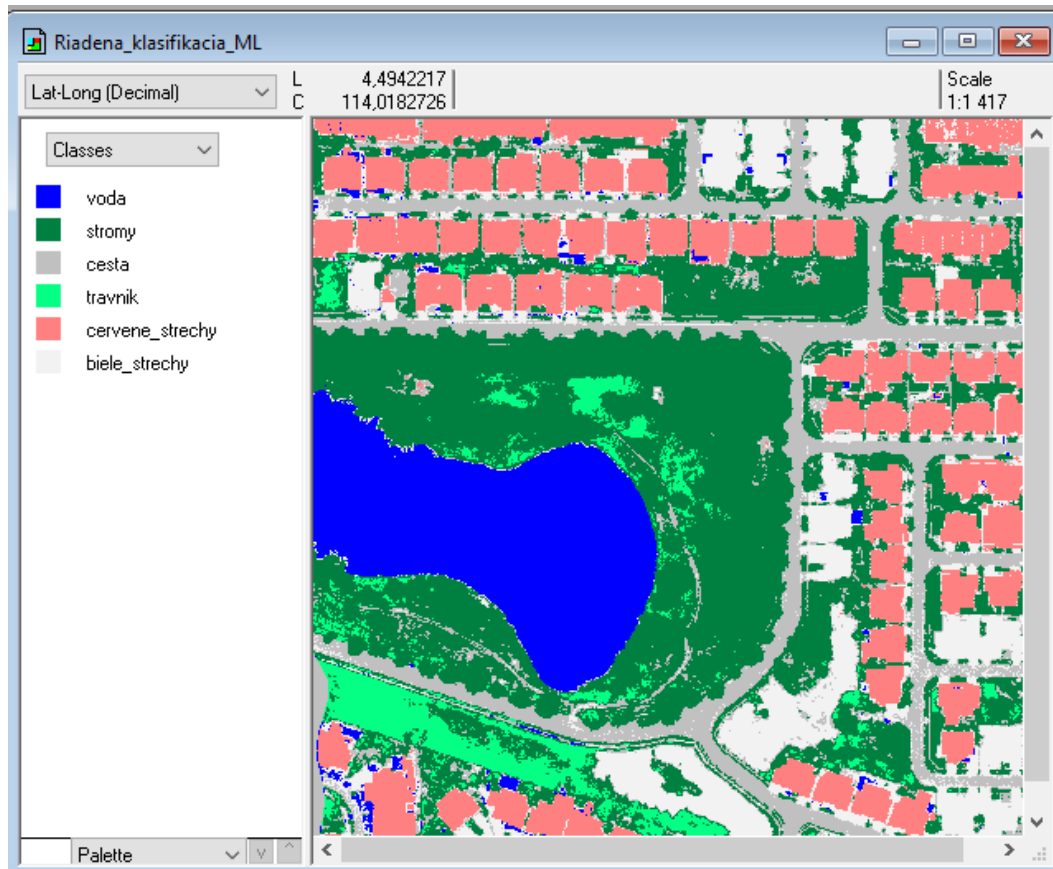 Riadena_klasifikacia_ML
Lat-Long (Decimal)
L 4,4942217
C 114,0182726
Scale
1:1 417
Classes
voda
stromy
cesta
travnik
cervene_strechy
biele_strechy
Palette